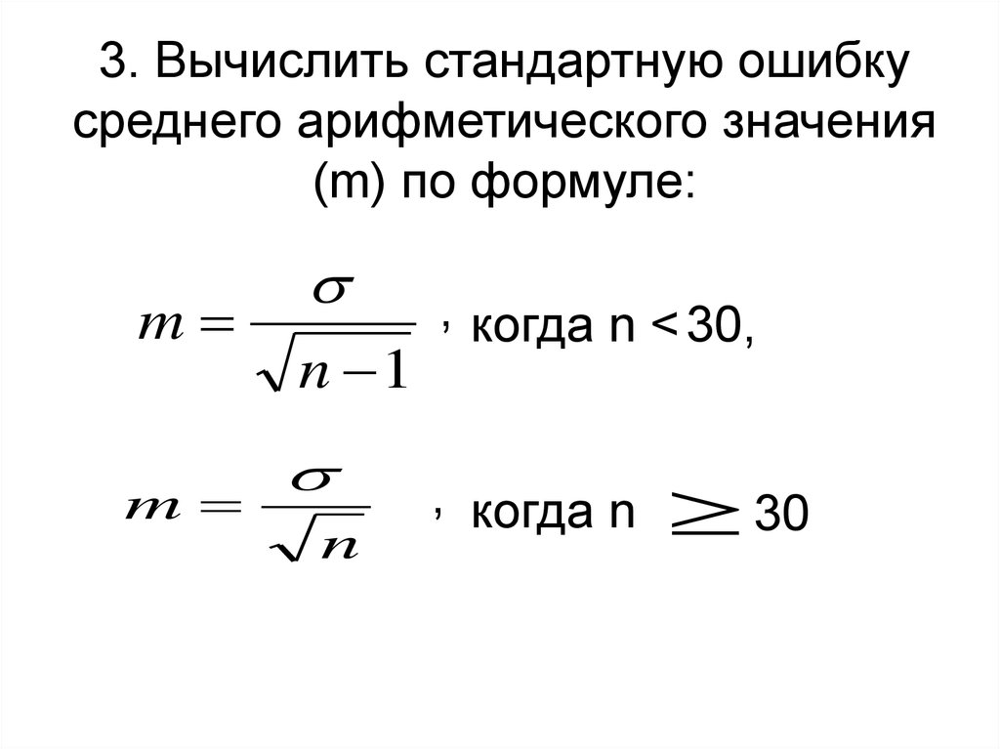 3. Вычислить стандартную ошибку
среднего арифметического значения
(m) по формуле:
m = σ / √(n − 1) , когда n < 30,
m = σ / √n , когда n ≥ 30